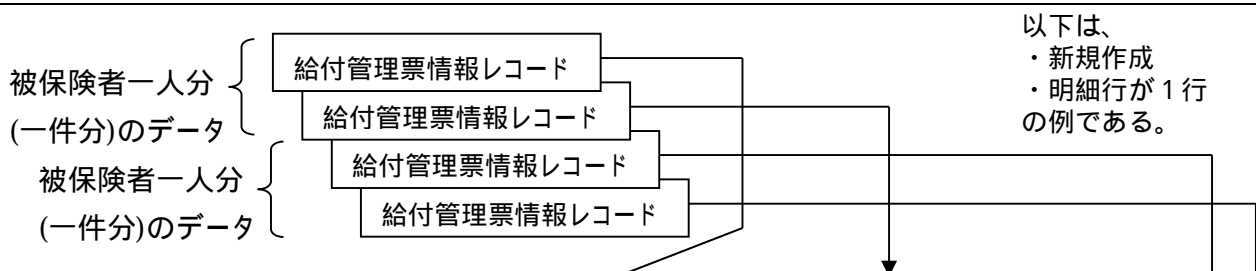 以下は、
・新規作成
・明細行が１行
の例である。
被保険者一人分
(一件分)のデータ
給付管理票情報レコード
給付管理票情報レコード
被保険者一人分
(一件分)のデータ
給付管理票情報レコード
給付管理票情報レコード